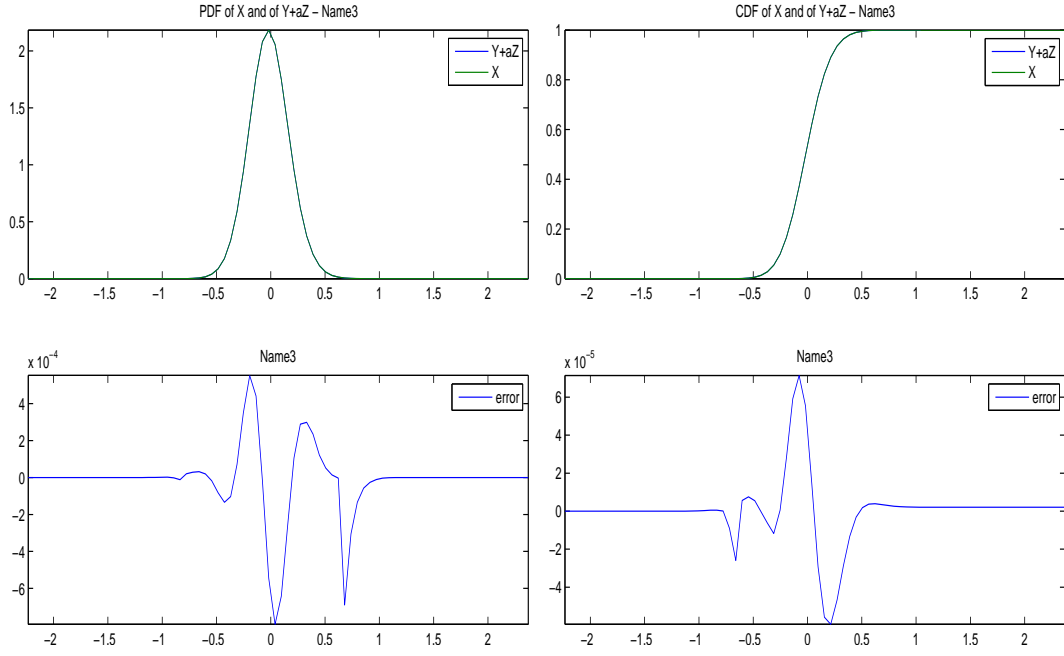 PDF of X and of Y+aZ − Name3
2
1.5
1
0.5
0
−2 −1.5 −1 −0.5 0 0.5 1 1.5 2
Y+aZ
X
CDF of X and of Y+aZ − Name3
1
0.8
0.6
0.4
0.2
0
−2 −1.5 −1 −0.5 0 0.5 1 1.5 2
Y+aZ
X
x 10−4
Name3
4
2
0
−2
−4
−6
−2 −1.5 −1 −0.5 0 0.5 1 1.5 2
error
x 10−5
Name3
6
4
2
0
−2
−4
−2 −1.5 −1 −0.5 0 0.5 1 1.5 2
error